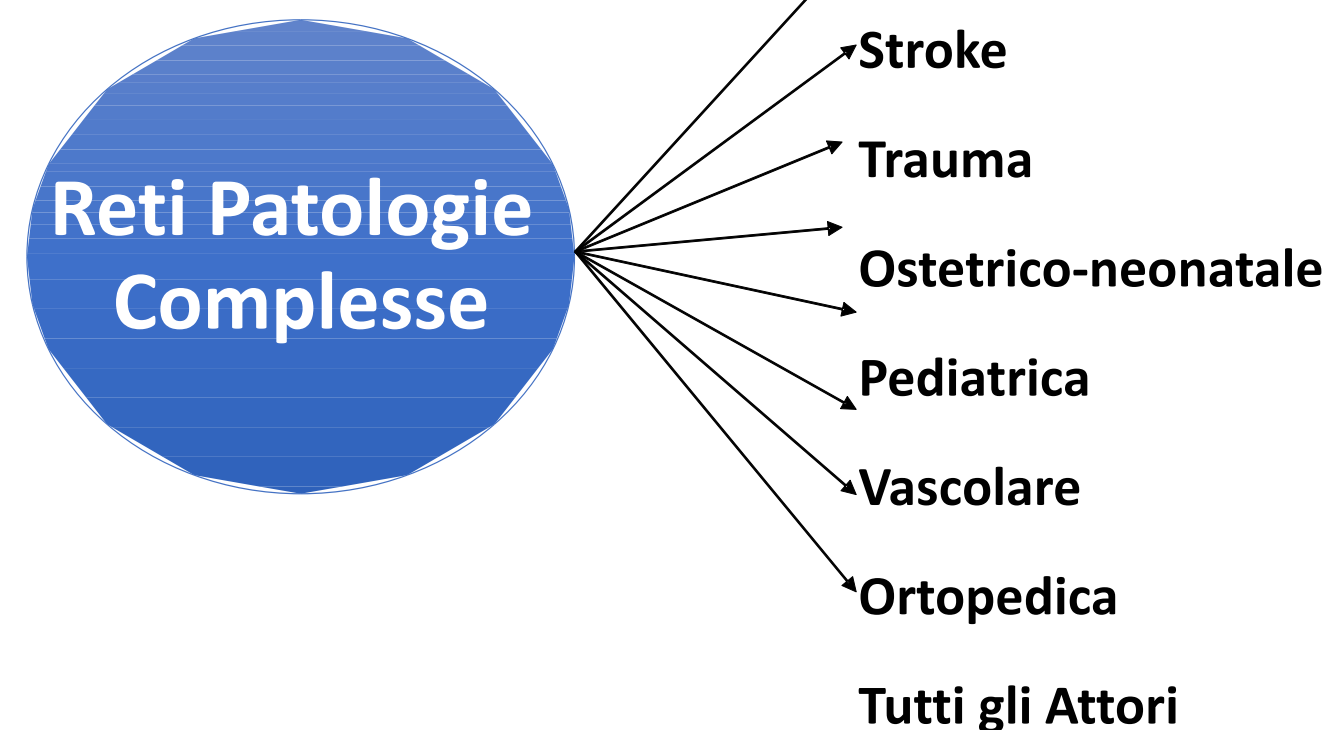 Reti Patologie
Complesse
Stroke
Trauma
Ostetrico-neonatale
Pediatrica
Vascolare
Ortopedica
Tutti gli Attori